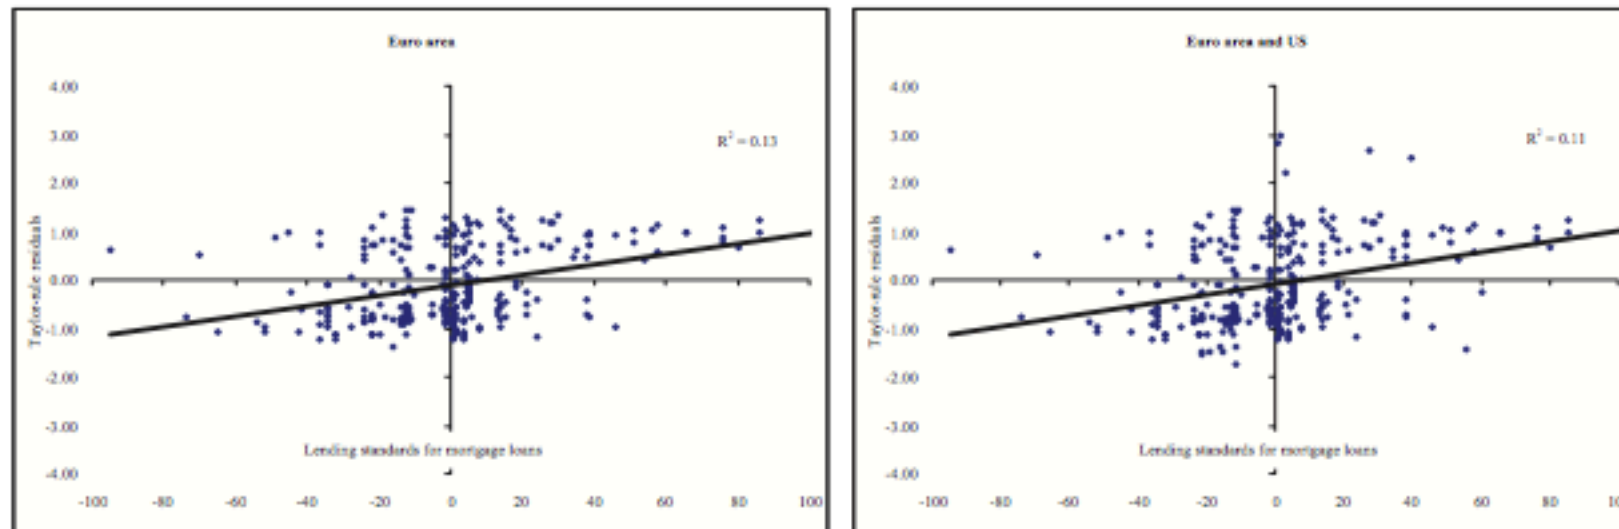 Euro area
4.00
3.00
R² = 0.13
2.00
1.00
0.00
-1.00
-2.00
-3.00
-4.00
Taylor-rule residuals
Lending standards for mortgage loans
-100 -80 -60 -40 -20 0 20 40 60 80 100
Euro area and US
4.00
3.00
R² = 0.11
2.00
1.00
0.00
-1.00
-2.00
-3.00
-4.00
Taylor-rule residuals
Lending standards for mortgage loans
-100 -80 -60 -40 -20 0 20 40 60 80